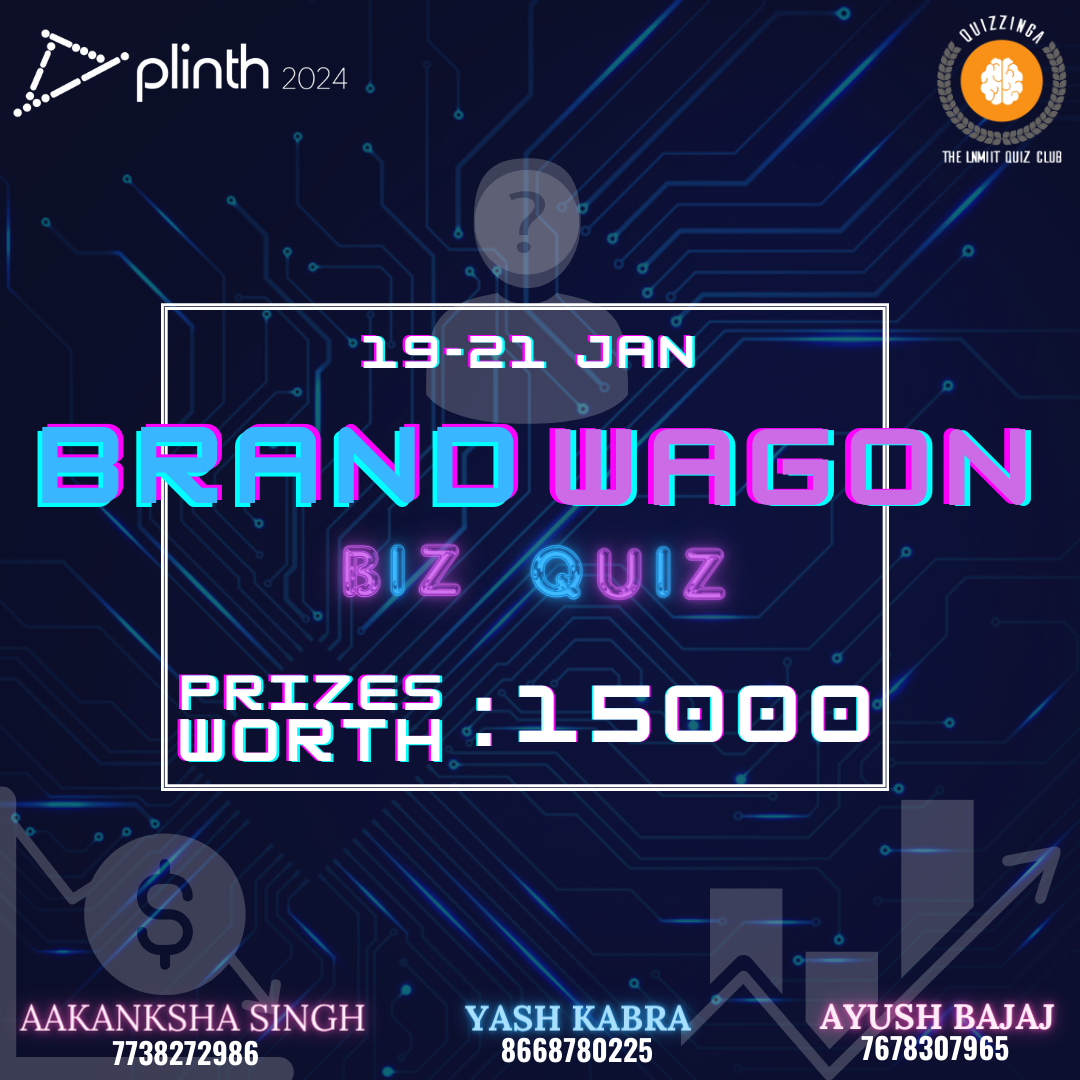 plinth 2024
QUIZZINGA
THE LNMIIT QUIZ CLUB
?
19-21 JAN
BRAND WAGON
BIZ QUIZ
PRIZES
WORTH
:15000
$
AAKANKSHA SINGH
7738272986
YASH KABRA
8668780225
AYUSH BAJAJ
7678307965